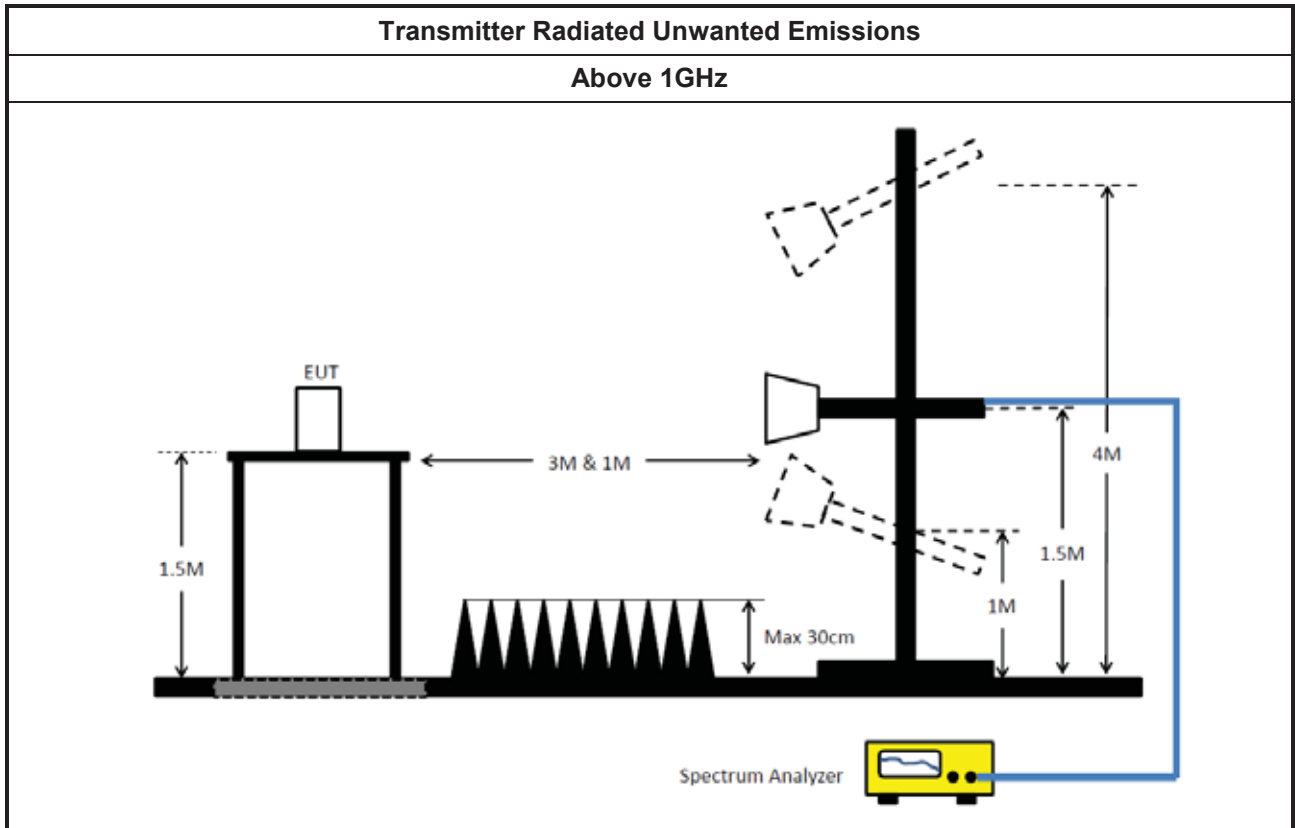 Transmitter Radiated Unwanted Emissions
Above 1GHz
EUT
3M & 1M
4M
1.5M
1.5M
1M
Max 30cm
Spectrum Analyzer